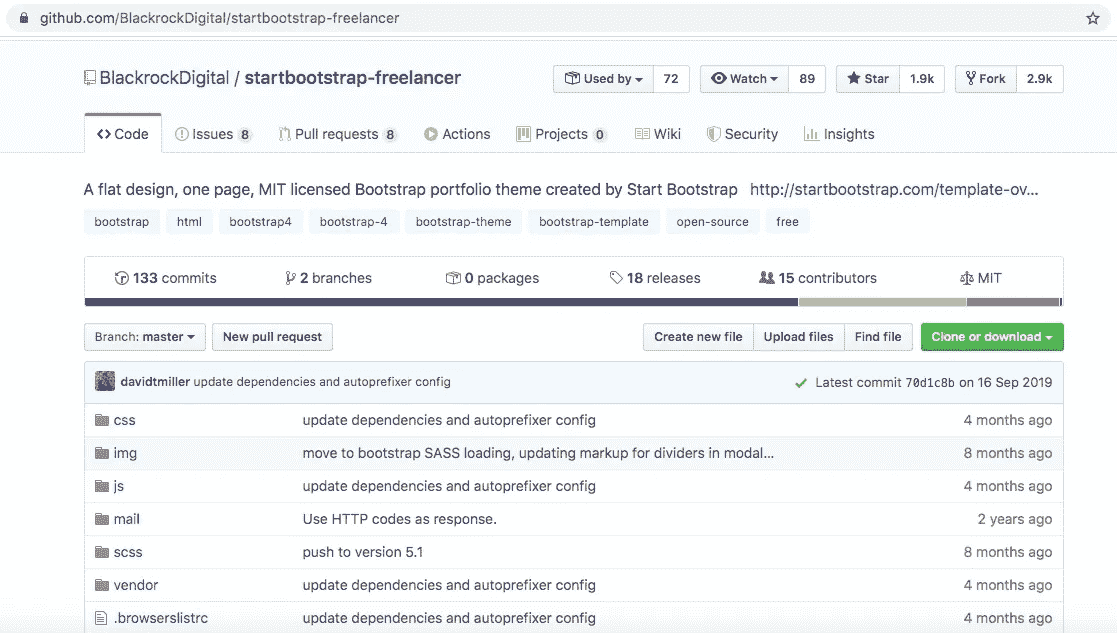 github.com/BlackrockDigital/startbootstrap-freelancer
BlackrockDigital / startbootstrap-freelancer Used by 72 Watch 89 Star 1.9k Fork 2.9k
Code Issues 8 Pull requests 8 Actions Projects 0 Wiki Security Insights
A flat design, one page, MIT licensed Bootstrap portfolio theme created by Start Bootstrap http://startbootstrap.com/template-ov...
bootstrap html bootstrap4 bootstrap-4 bootstrap-theme bootstrap-template open-source free
133 commits 2 branches 0 packages 18 releases 15 contributors MIT
Branch: master New pull request Create new file Upload files Find file Clone or download
davidtmiller update dependencies and autoprefixer config Latest commit 70d1c8b on 16 Sep 2019
css update dependencies and autoprefixer config 4 months ago
img move to bootstrap SASS loading, updating markup for dividers in modal... 8 months ago
js update dependencies and autoprefixer config 4 months ago
mail Use HTTP codes as response. 2 years ago
scss push to version 5.1 8 months ago
vendor update dependencies and autoprefixer config 4 months ago
.browserslistrc update dependencies and autoprefixer config 4 months ago